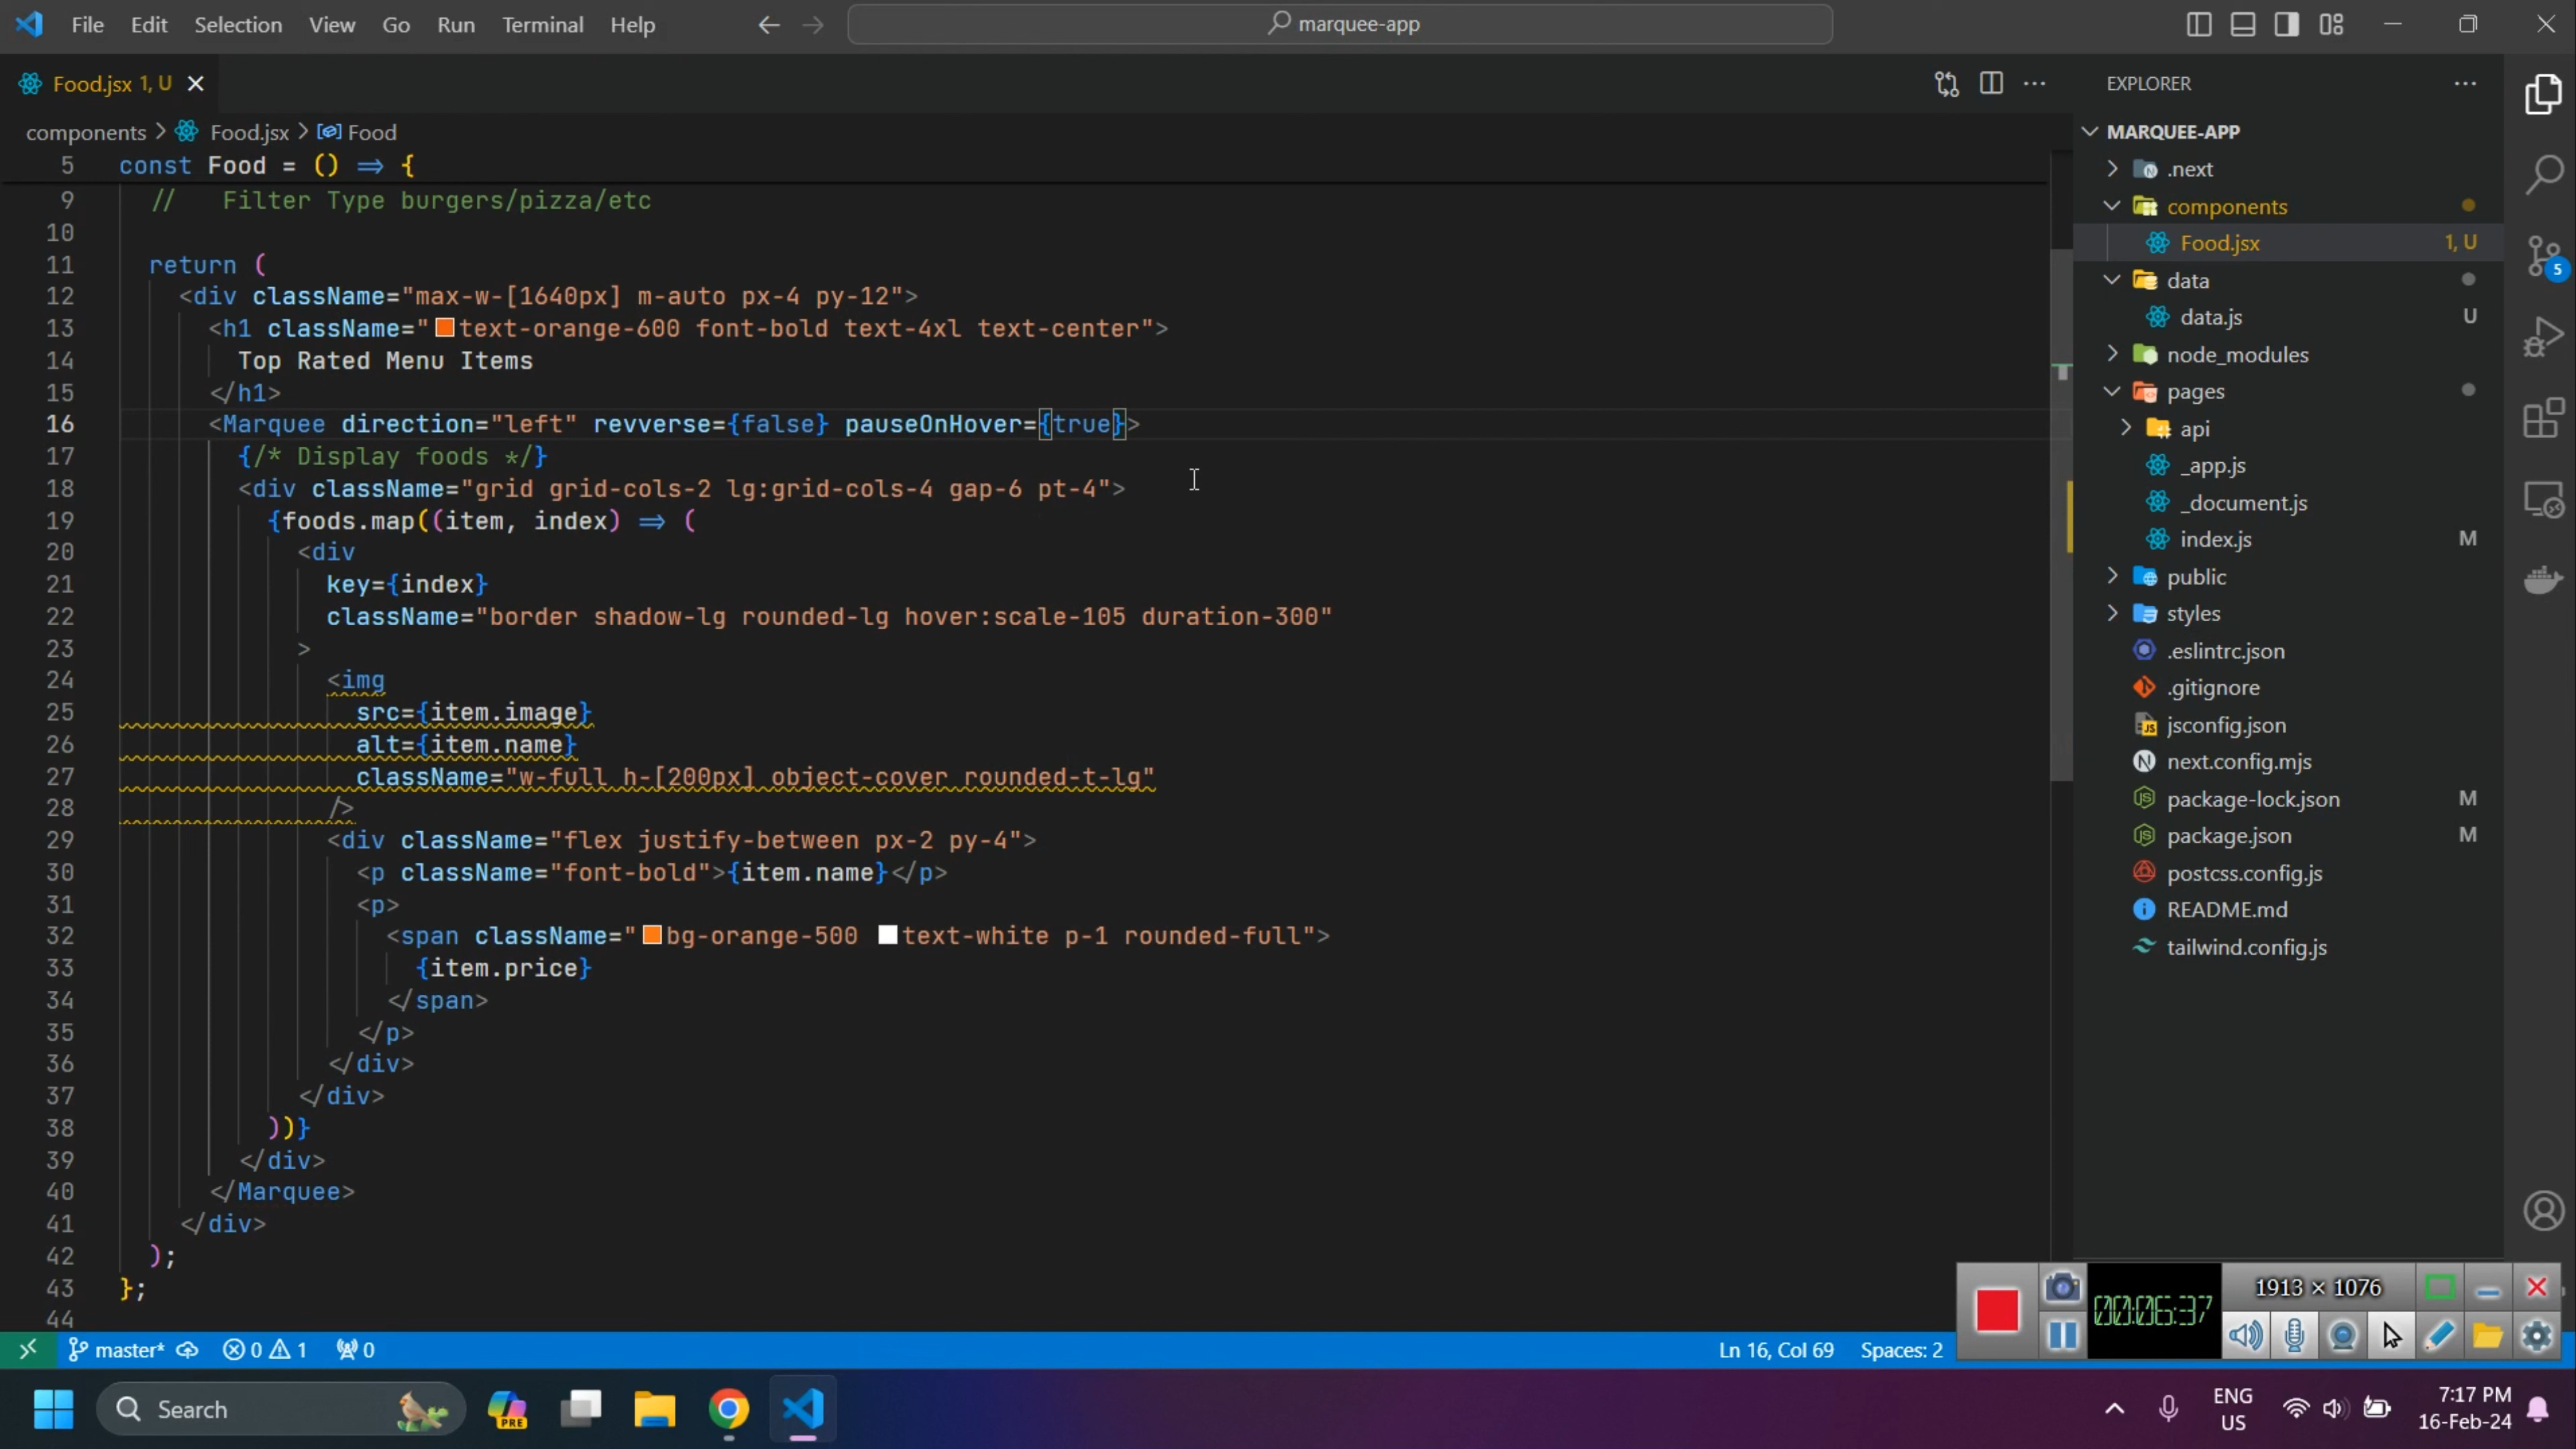 File Edit Selection View Go Run Terminal Help
marquee-app
Food.jsx 1, U
components > Food.jsx > Food
5 const Food = () => {
9 // Filter Type burgers/pizza/etc
10
11 return (
12 <div className="max-w-[1640px] m-auto px-4 py-12">
13 <h1 className="text-orange-600 font-bold text-4xl text-center">
14 Top Rated Menu Items
15 </h1>
16 <Marquee direction="left" revverse={false} pauseOnHover={true}>
17 {/* Display foods */}
18 <div className="grid grid-cols-2 lg:grid-cols-4 gap-6 pt-4">
19 {foods.map((item, index) => (
20 <div
21 key={index}
22 className="border shadow-lg rounded-lg hover:scale-105 duration-300"
23 >
24 <img
25 src={item.image}
26 alt={item.name}
27 className="w-full h-[200px] object-cover rounded-t-lg"
28 />
29 <div className="flex justify-between px-2 py-4">
30 <p className="font-bold">{item.name}</p>
31 <p>
32 <span className="bg-orange-500 text-white p-1 rounded-full">
33 {item.price}
34 </span>
35 </p>
36 </div>
37 </div>
38 ))}
39 </div>
40 </Marquee>
41 </div>
42 );
43 };
44
EXPLORER
MARQUEE-APP
.next
components
Food.jsx 1, U
data
data.js U
node_modules
pages
api
_app.js
_document.js
index.js M
public
styles
.eslintrc.json
.gitignore
jsconfig.json
next.config.mjs
package-lock.json M
package.json M
postcss.config.js
README.md
tailwind.config.js
5
1913 × 1076
00:06:37
master* 0 1 0
Ln 16, Col 69 Spaces: 2
Search
PRE
ENG
US
7:17 PM
16-Feb-24